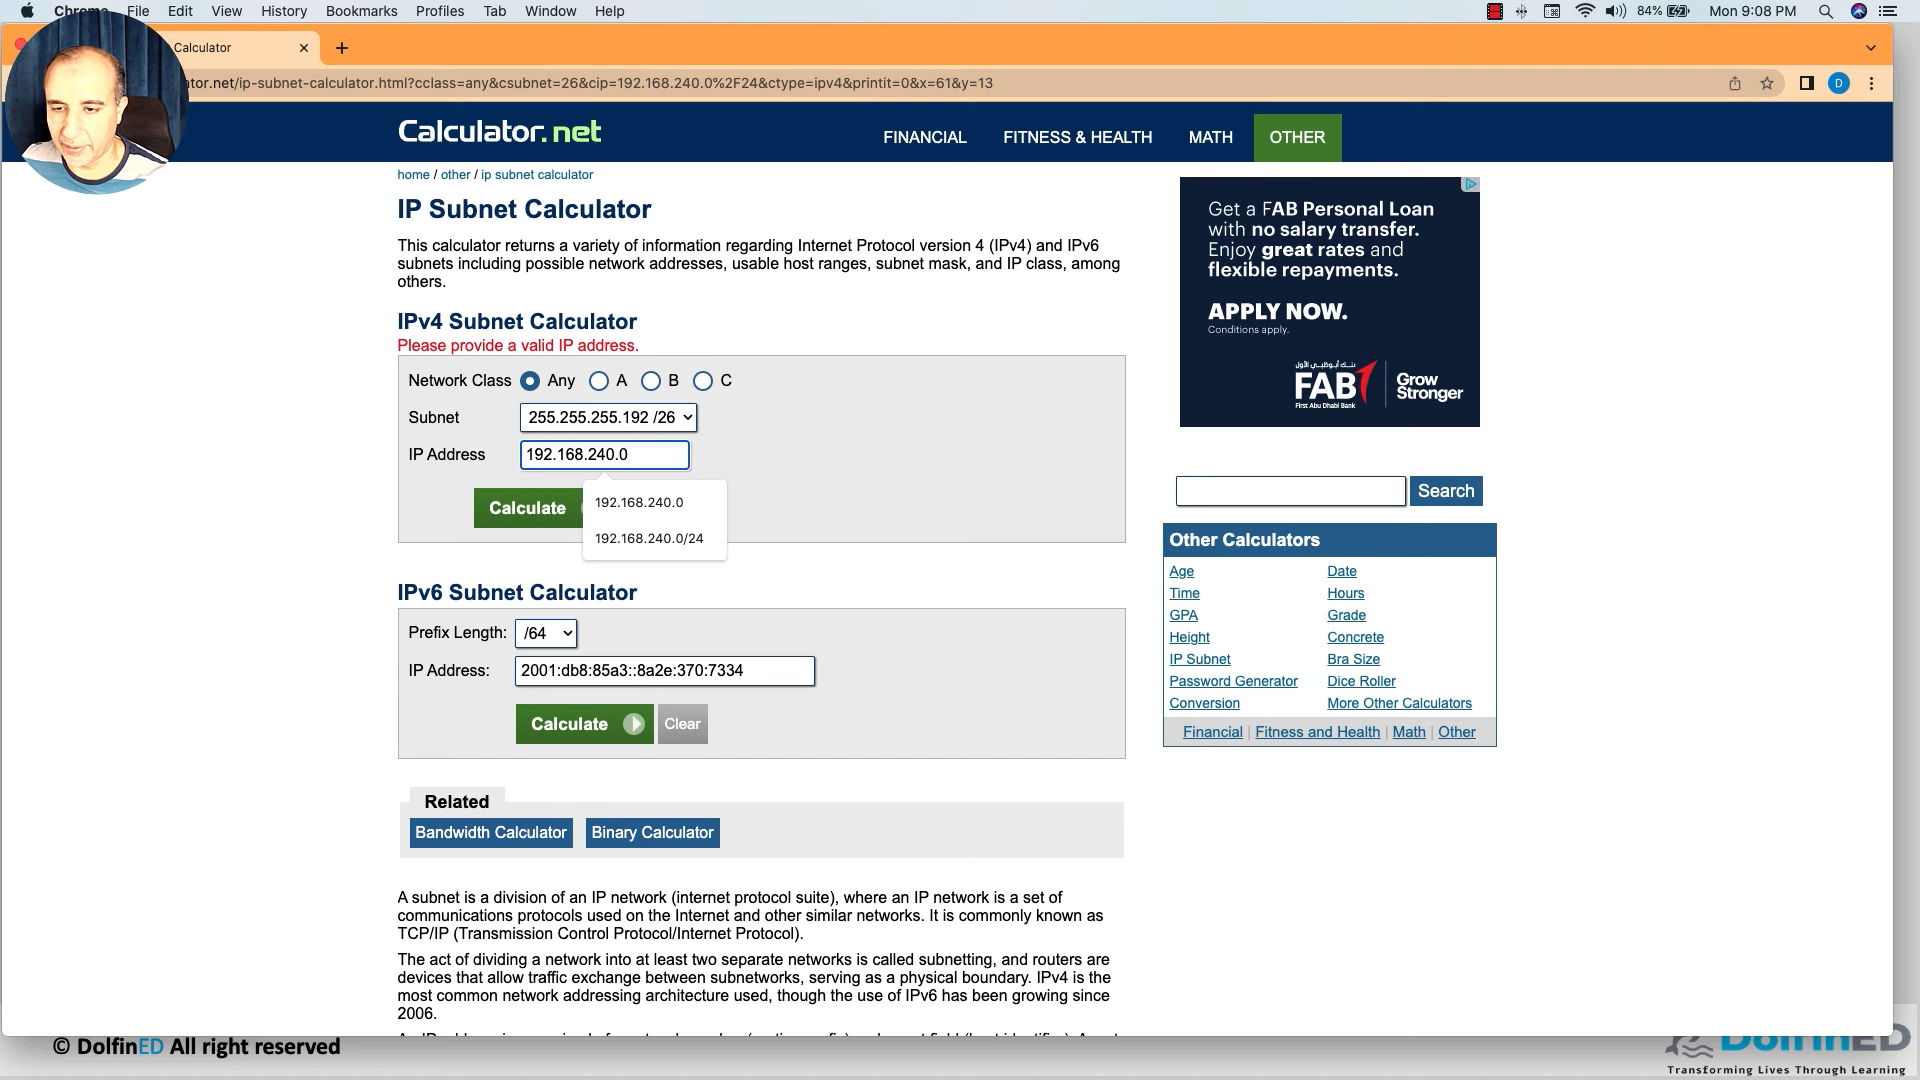 Chrome File Edit View History Bookmarks Profiles Tab Window Help 84% Mon 9:08 PM
Calculator
ator.net/ip-subnet-calculator.html?cclass=any&csubnet=26&cip=192.168.240.0%2F24&ctype=ipv4&printit=0&x=61&y=13
D
Calculator.net
FINANCIAL FITNESS & HEALTH MATH OTHER
home / other / ip subnet calculator
IP Subnet Calculator
This calculator returns a variety of information regarding Internet Protocol version 4 (IPv4) and IPv6
subnets including possible network addresses, usable host ranges, subnet mask, and IP class, among
others.
IPv4 Subnet Calculator
Please provide a valid IP address.
Network Class Any A B C
Subnet 255.255.255.192 /26
IP Address 192.168.240.0
Calculate
192.168.240.0
192.168.240.0/24
IPv6 Subnet Calculator
Prefix Length: /64
IP Address: 2001:db8:85a3::8a2e:370:7334
Calculate Clear
Related
Bandwidth Calculator Binary Calculator
A subnet is a division of an IP network (internet protocol suite), where an IP network is a set of
communications protocols used on the Internet and other similar networks. It is commonly known as
TCP/IP (Transmission Control Protocol/Internet Protocol).
The act of dividing a network into at least two separate networks is called subnetting, and routers are
devices that allow traffic exchange between subnetworks, serving as a physical boundary. IPv4 is the
most common network addressing architecture used, though the use of IPv6 has been growing since
2006.
Get a FAB Personal Loan
with no salary transfer.
Enjoy great rates and
flexible repayments.
APPLY NOW.
Conditions apply.
بنك أبوظبي الأول
FAB
First Abu Dhabi Bank
Grow
Stronger
Search
Other Calculators
Age Date
Time Hours
GPA Grade
Height Concrete
IP Subnet Bra Size
Password Generator Dice Roller
Conversion More Other Calculators
Financial | Fitness and Health | Math | Other
© DolfinED All right reserved
DolfinED
Transforming Lives Through Learning